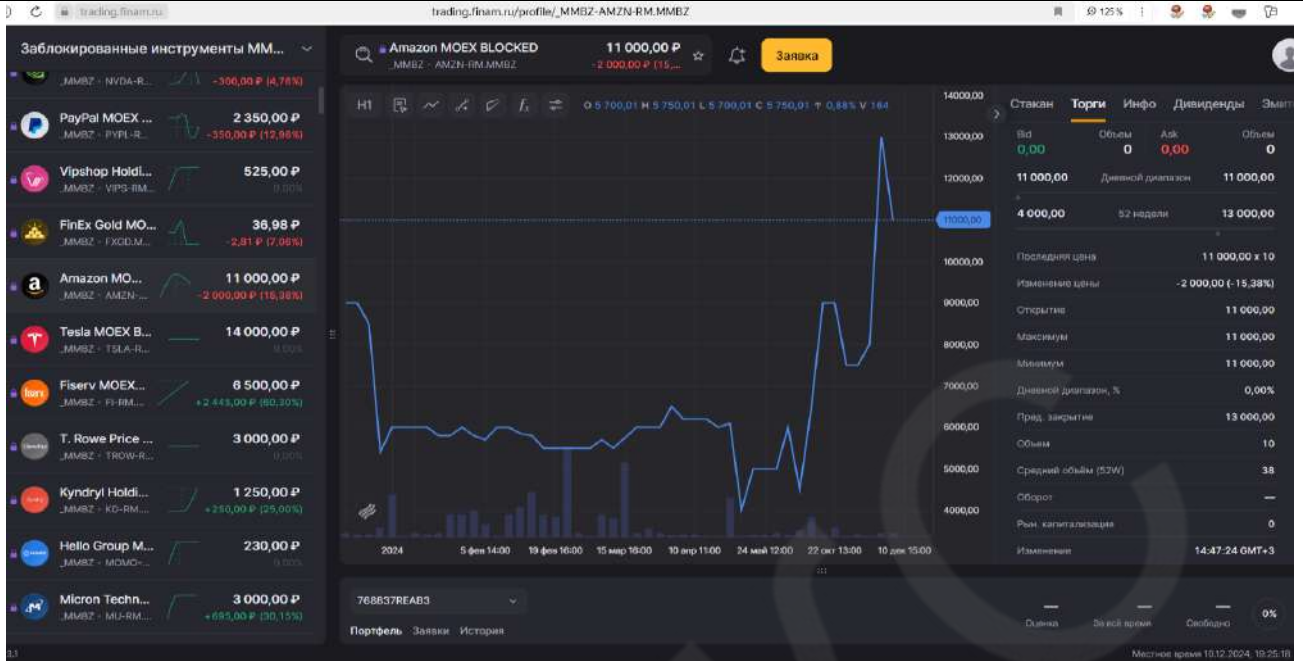 trading.finam.ru
trading.finam.ru/profile/_MMBZ-AMZN-RM.MMBZ
125 %
Заблокированные инструменты ММ...
_MMBZ · NVDA-R...
-300,00 ₽ (4,76%)
PayPal MOEX ...
2 350,00 ₽
_MMBZ · PYPL-R...
-350,00 ₽ (12,96%)
Vipshop Holdi...
525,00 ₽
_MMBZ · VIPS-RM...
0,00%
FinEx Gold MO...
36,98 ₽
_MMBZ · FXGD.M...
-2,81 ₽ (7,06%)
Amazon MO...
11 000,00 ₽
_MMBZ · AMZN-...
-2 000,00 ₽ (15,38%)
Tesla MOEX B...
14 000,00 ₽
_MMBZ · TSLA-R...
0,00%
Fiserv MOEX...
6 500,00 ₽
_MMBZ · FI-RM....
+2 443,00 ₽ (60,30%)
T. Rowe Price ...
3 000,00 ₽
_MMBZ · TROW-R...
0,00%
Kyndryl Holdi...
1 250,00 ₽
_MMBZ · KD-RM....
+250,00 ₽ (25,00%)
Hello Group M...
230,00 ₽
_MMBZ · MOMO-...
0,00%
Micron Techn...
3 000,00 ₽
_MMBZ · MU-RM....
+695,00 ₽ (30,15%)
Amazon MOEX BLOCKED
11 000,00 ₽
_MMBZ · AMZN-RM.MMBZ
-2 000,00 ₽ (15,...
Заявка
H1
O 5 700,01 H 5 750,01 L 5 700,01 C 5 750,01 ↑ 0,88% V 184
14000,00
13000,00
12000,00
11000,00
10000,00
9000,00
8000,00
7000,00
6000,00
5000,00
4000,00
2024
5 фев 14:00
19 фев 16:00
15 мар 16:00
10 апр 11:00
24 май 12:00
22 окт 13:00
10 дек 15:00
Стакан
Торги
Инфо
Дивиденды
Эмит
Bid
Объем
Ask
Объем
0,00
0
0,00
0
11 000,00
Дневной диапазон
11 000,00
4 000,00
52 недели
13 000,00
Последняя цена
11 000,00 x 10
Изменение цены
-2 000,00 (-15,38%)
Открытие
11 000,00
Максимум
11 000,00
Минимум
11 000,00
Дневной диапазон, %
0,00%
Пред. закрытие
13 000,00
Объем
10
Средний объём (52W)
38
Оборот
—
Рын. капитализация
0
Изменении
14:47:24 GMT+3
768837REAB3
Портфель
Заявки
История
—
—
—
Оценка
За всё время
Свободно
0%
3.1
Местное время 10.12.2024, 19:25:18